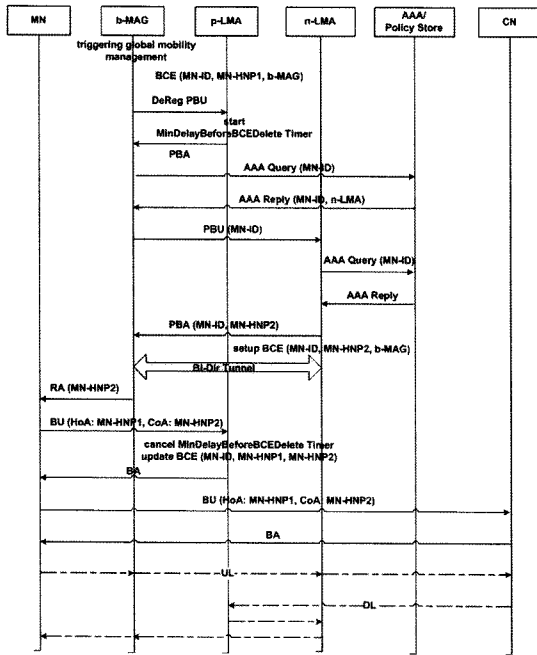 MN
b-MAG
p-LMA
n-LMA
AAA/
Policy Store
CN
triggering global mobility
management
BCE (MN-ID, MN-HNP1, b-MAG)
DeReg PBU
start
MinDelayBeforeBCEDelete Timer
PBA
AAA Query (MN-ID)
AAA Reply (MN-ID, n-LMA)
PBU (MN-ID)
AAA Query (MN-ID)
AAA Reply
PBA (MN-ID, MN-HNP2)
setup BCE (MN-ID, MN-HNP2, b-MAG)
Bi-Dir Tunnel
RA (MN-HNP2)
BU (HoA: MN-HNP1, CoA: MN-HNP2)
cancel MinDelayBeforeBCEDelete Timer
update BCE (MN-ID, MN-HNP1, MN-HNP2)
BA
BU (HoA: MN-HNP1, CoA: MN-HNP2)
BA
UL
DL